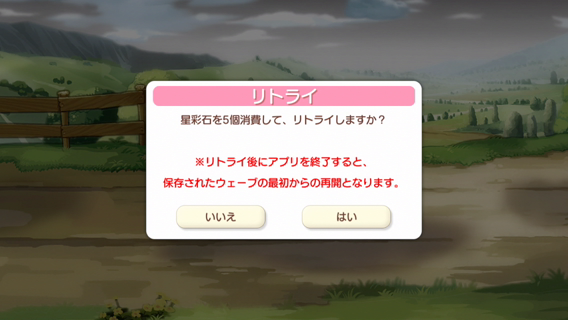 リトライ
星彩石を5個消費して、リトライしますか？
※リトライ後にアプリを終了すると、
保存されたウェーブの最初からの再開となります。
いいえ
はい